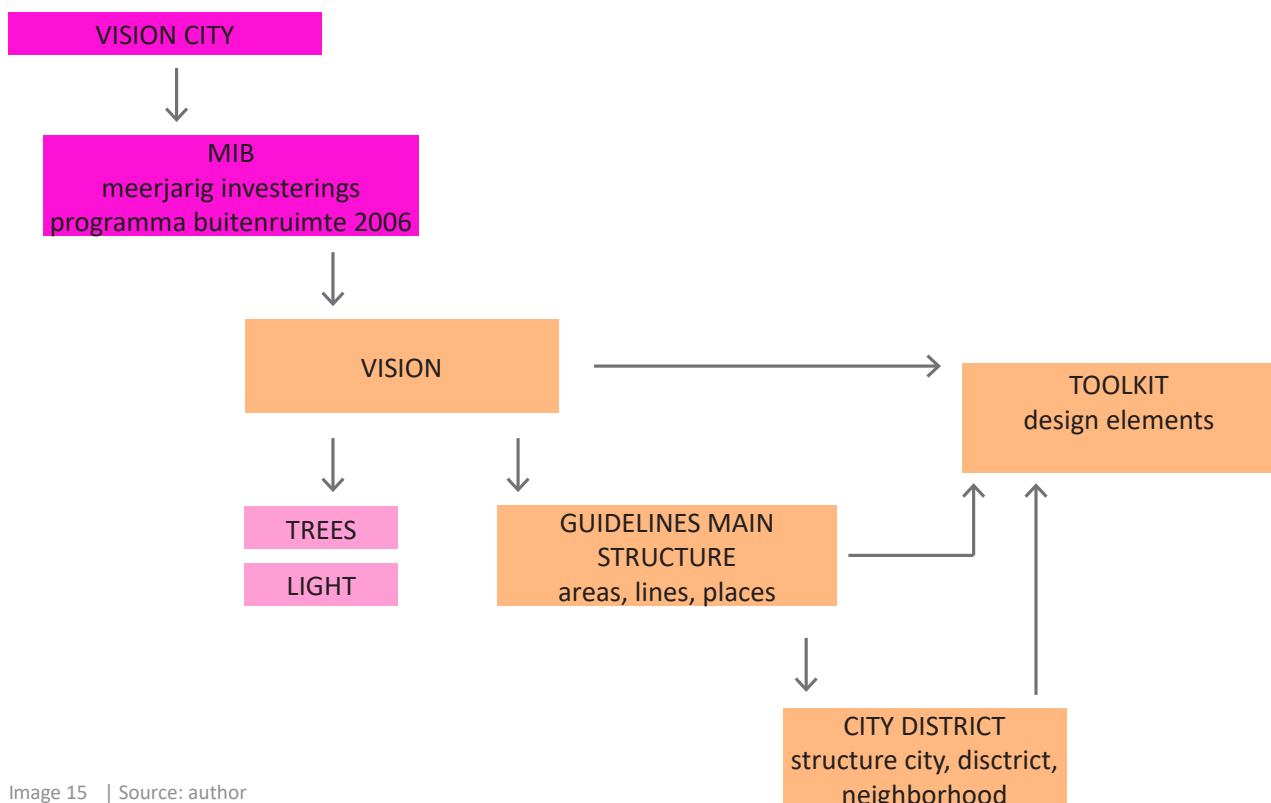 VISION CITY
MIB
meerjarig investerings
programma buitenruimte 2006
VISION
TOOLKIT
design elements
TREES
LIGHT
GUIDELINES MAIN
STRUCTURE
areas, lines, places
CITY DISTRICT
structure city, disctrict,
neighborhood
Image 15 | Source: author